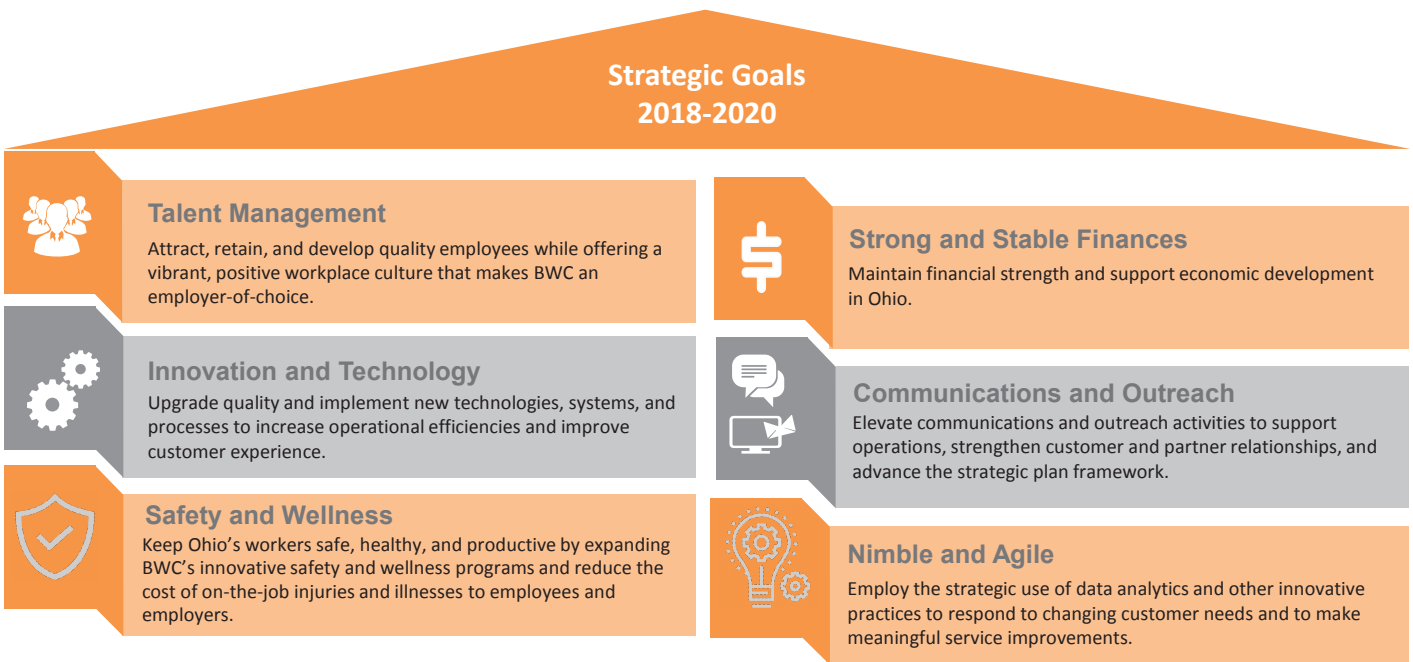 Strategic Goals
2018-2020
Talent Management
Attract, retain, and develop quality employees while offering a
vibrant, positive workplace culture that makes BWC an
employer-of-choice.
Innovation and Technology
Upgrade quality and implement new technologies, systems, and
processes to increase operational efficiencies and improve
customer experience.
Safety and Wellness
Keep Ohio’s workers safe, healthy, and productive by expanding
BWC’s innovative safety and wellness programs and reduce the
cost of on-the-job injuries and illnesses to employees and
employers.
Strong and Stable Finances
Maintain financial strength and support economic development
in Ohio.
Communications and Outreach
Elevate communications and outreach activities to support
operations, strengthen customer and partner relationships, and
advance the strategic plan framework.
Nimble and Agile
Employ the strategic use of data analytics and other innovative
practices to respond to changing customer needs and to make
meaningful service improvements.